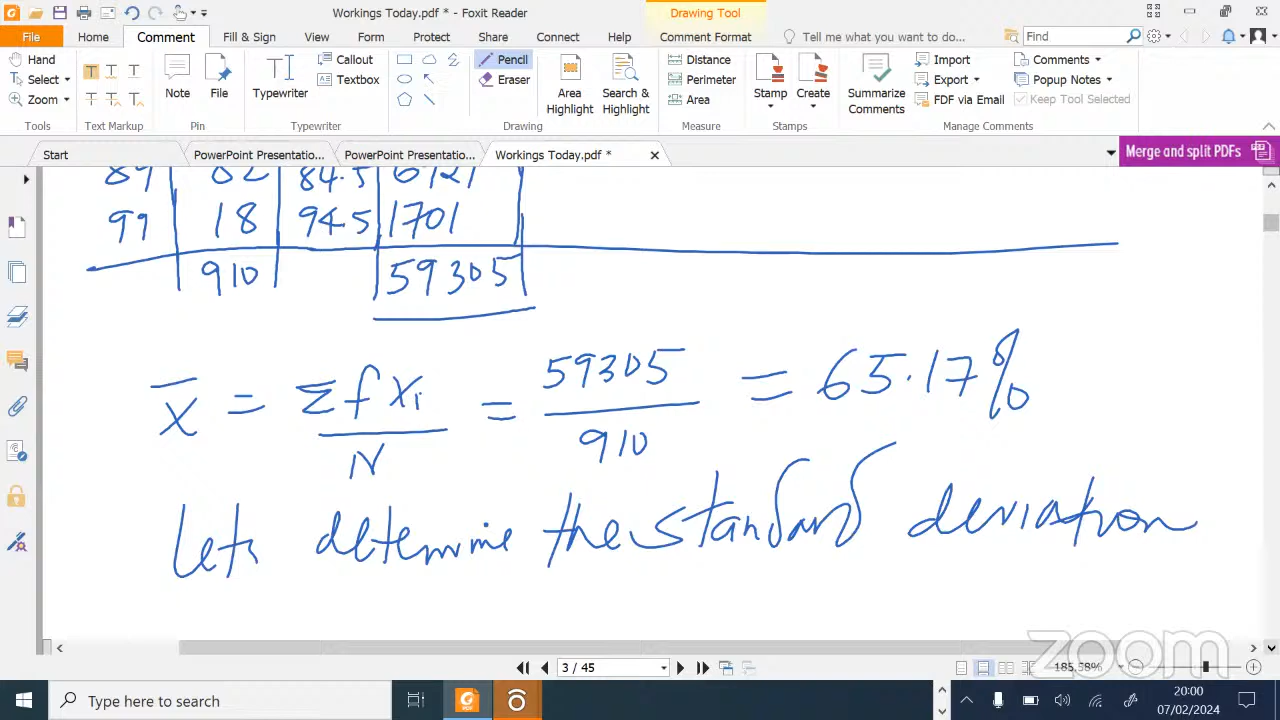 Workings Today.pdf * - Foxit Reader
Drawing Tool
File Home Comment Fill & Sign View Form Protect Share Connect Help Comment Format Tell me what you want to do... Find
Hand
Select
Zoom
Tools
Text Markup
Note
File
Pin
Typewriter
Callout
Textbox
Typewriter
Pencil
Eraser
Area Highlight
Search & Highlight
Drawing
Distance
Perimeter
Area
Measure
Stamp
Create
Stamps
Summarize Comments
Import
Export
FDF via Email
Comments
Popup Notes
Keep Tool Selected
Manage Comments
Start PowerPoint Presentatio... PowerPoint Presentatio... Workings Today.pdf * Merge and split PDFs
89 82 84.5
99 18 94.5 1701
910 59305
x̄ = Σfxi / N = 59305 / 910 = 65.17%
Lets determine the standard deviation
zoom
3 / 45
185.58%
Type here to search
20:00
07/02/2024